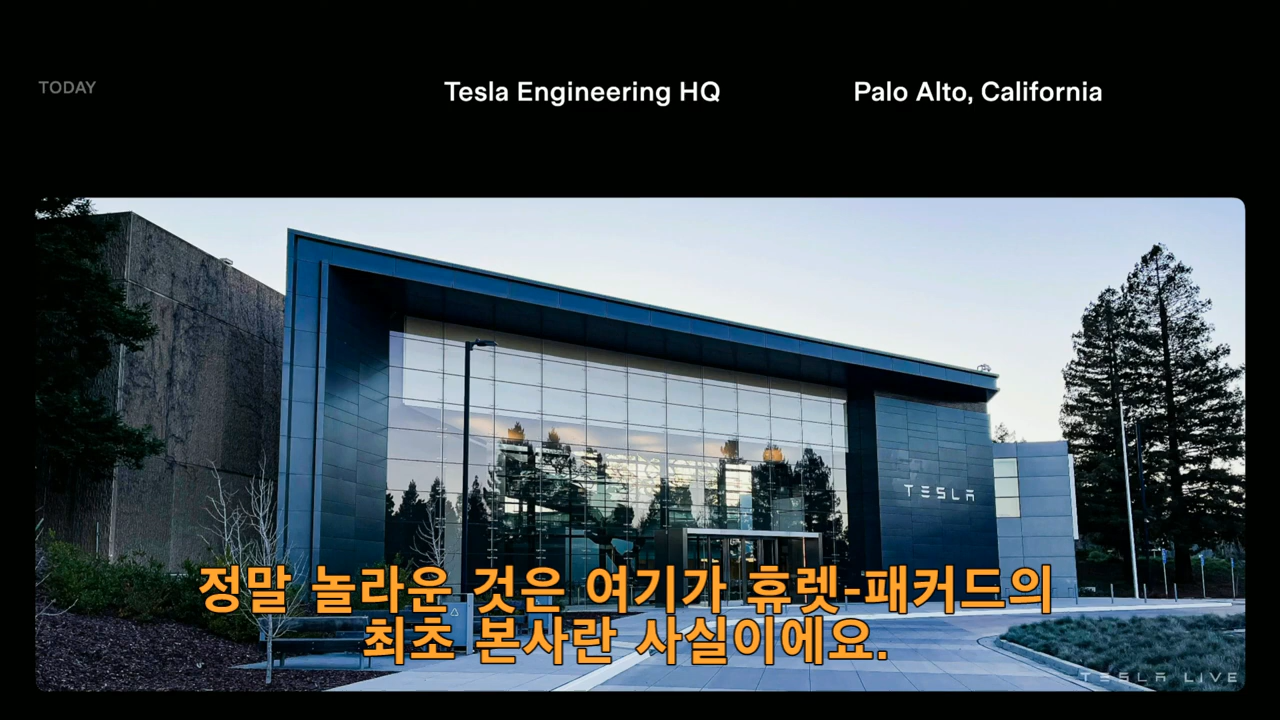 TODAY
Tesla Engineering HQ
Palo Alto, California
TESLA
정말 놀라운 것은 여기가 휴렛-패커드의
최초 본사란 사실이에요.
TESLA LIVE